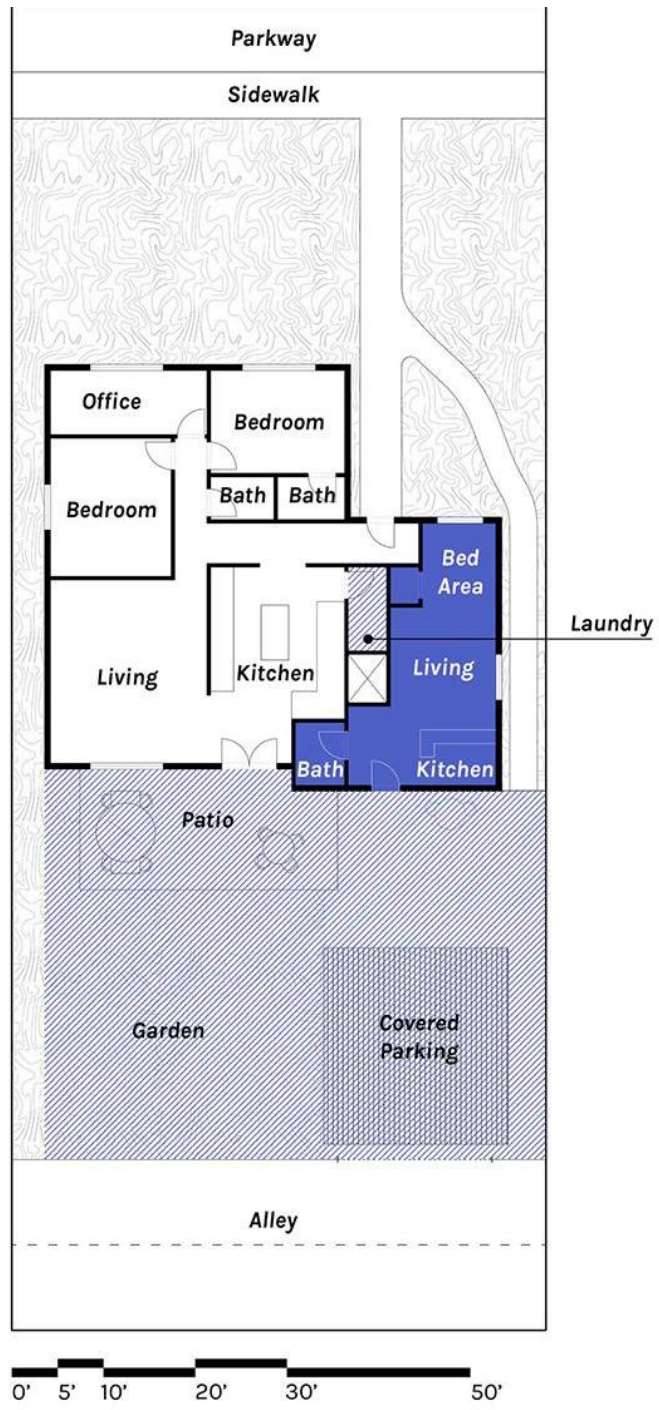 Parkway
Sidewalk
Office
Bedroom
Bath
Bath
Bedroom
Bed
Area
Laundry
Living
Kitchen
Living
Bath
Kitchen
Patio
Garden
Covered
Parking
Alley
0' 5' 10' 20' 30' 50'